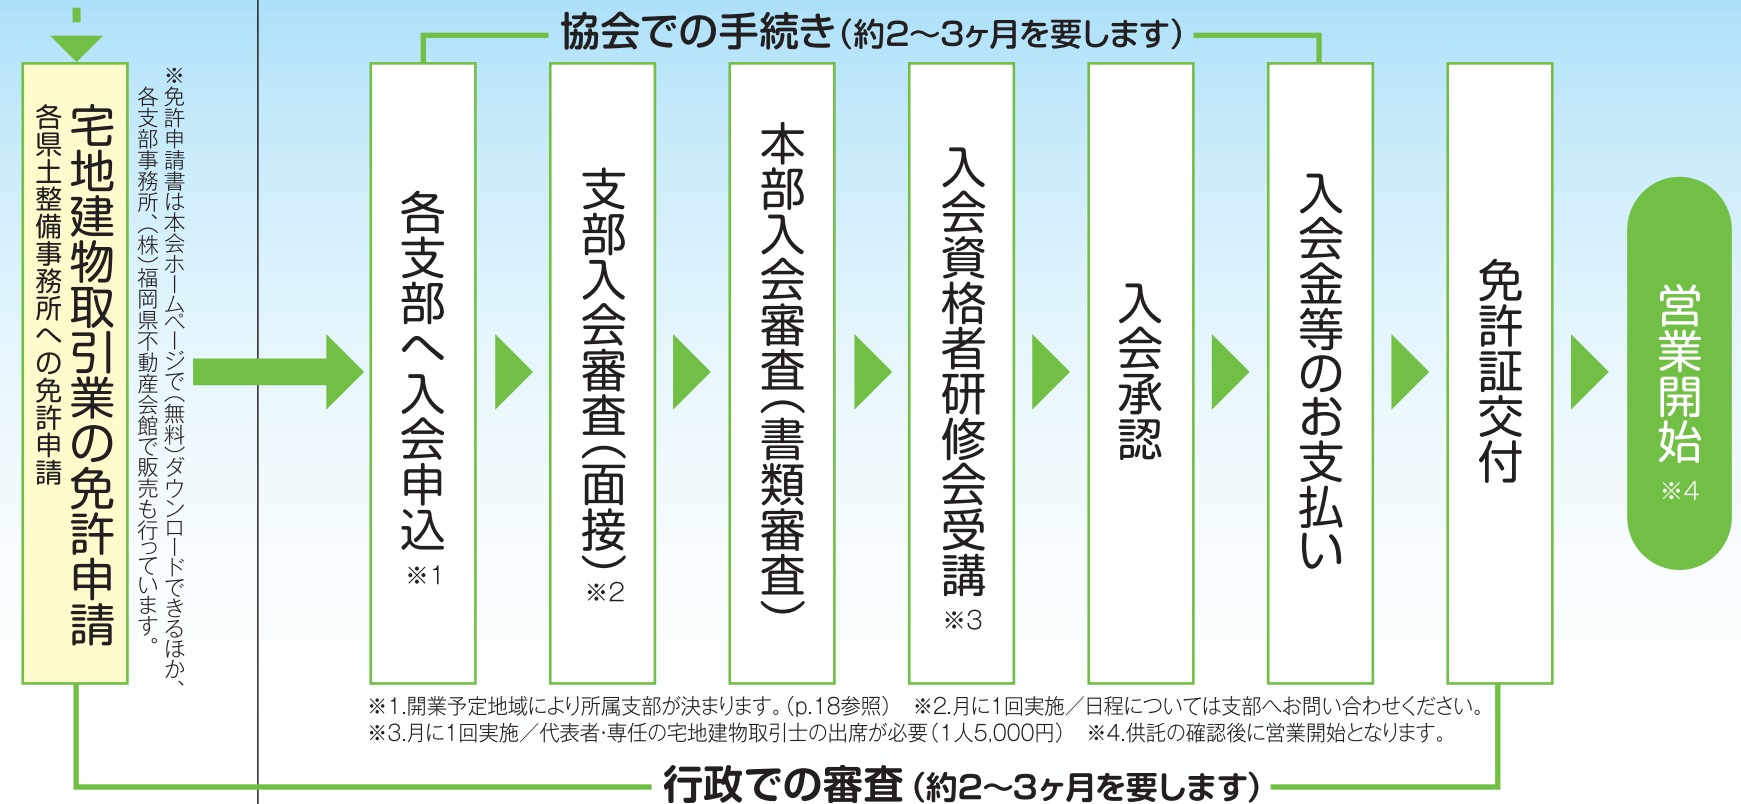 協会での手続き(約2～3ヶ月を要します)
宅地建物取引業の免許申請
各県土整備事務所への免許申請
※免許申請書は本会ホームページで(無料)ダウンロードできるほか、
各支部事務所、(株)福岡県不動産会館で販売も行っています。
各支部へ入会申込※1
支部入会審査(面接)※2
本部入会審査(書類審査)
入会資格者研修会受講※3
入会承認
入会金等のお支払い
免許証交付
営業開始※4
※1.開業予定地域により所属支部が決まります。(p.18参照) ※2.月に1回実施／日程については支部へお問い合わせください。
※3.月に1回実施／代表者・専任の宅地建物取引士の出席が必要(1人5,000円) ※4.供託の確認後に営業開始となります。
行政での審査(約2～3ヶ月を要します)